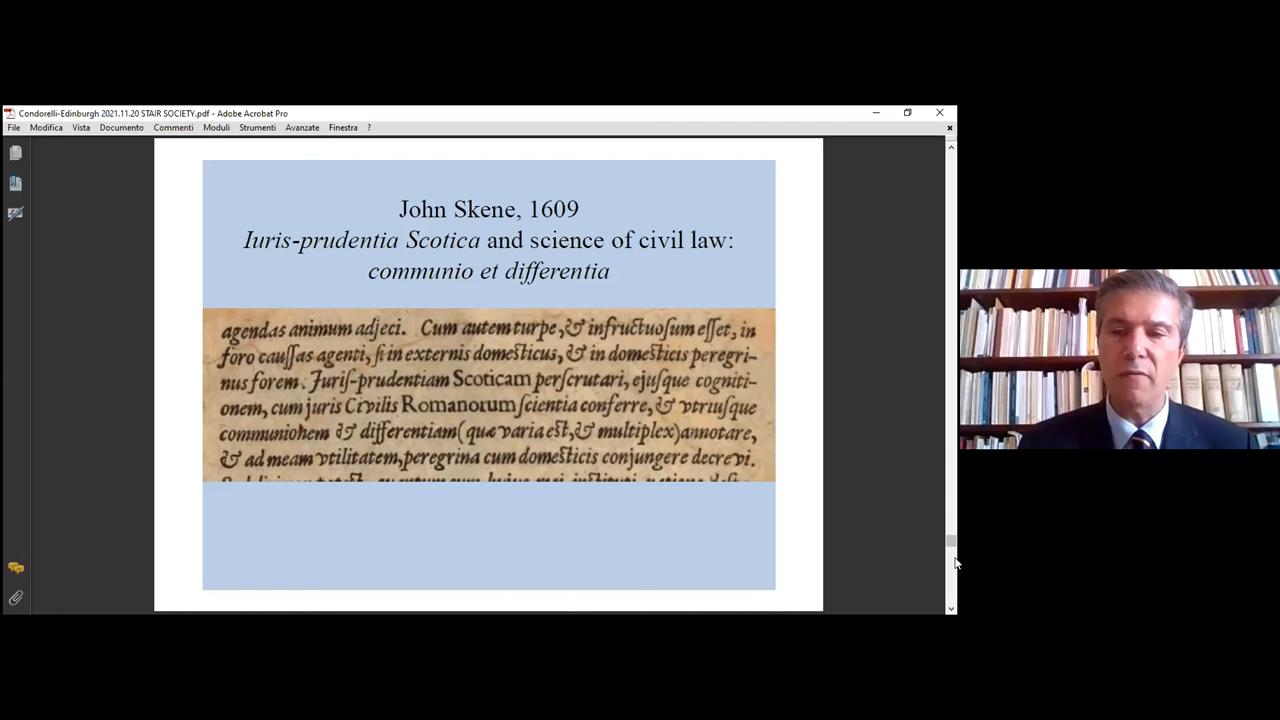 Condorelli-Edinburgh 2021.11.20 STAIR SOCIETY.pdf - Adobe Acrobat Pro
File Modifica Vista Documento Commenti Moduli Strumenti Avanzate Finestra ?
John Skene, 1609
Iuris-prudentia Scotica and science of civil law:
communio et differentia
agendas animum adjeci. Cum autem turpe, & infructuosum esset, in
foro caussas agenti, si in externis domesticus, & in domesticis peregri-
nus forem. Juris-prudentiam Scoticam perscrutari, ejusque cogniti-
onem, cum juris Civilis Romanorum scientia conferre, & vtriusque
communionem & differentiam (quæ varia est, & multiplex) annotare,
& ad meam vtilitatem, peregrina cum domesticis conjungere decrevi.